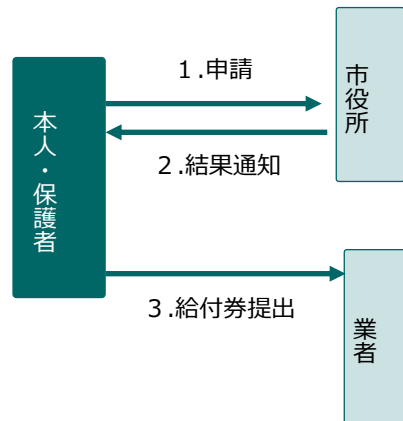 １.申請
市役所
２.結果通知
本人・保護者
３.給付券提出
業者